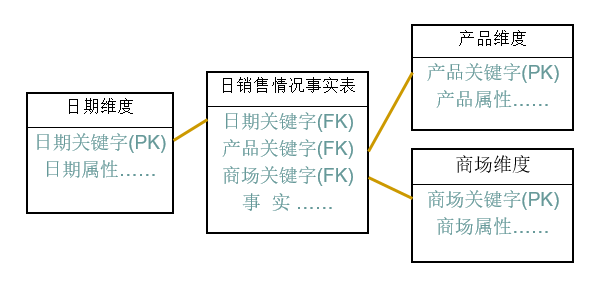 日期维度
日期关键字(PK)
日期属性……
日销售情况事实表
日期关键字(FK)
产品关键字(FK)
商场关键字(FK)
事 实 ……
产品维度
产品关键字(PK)
产品属性……
商场维度
商场关键字(PK)
商场属性……